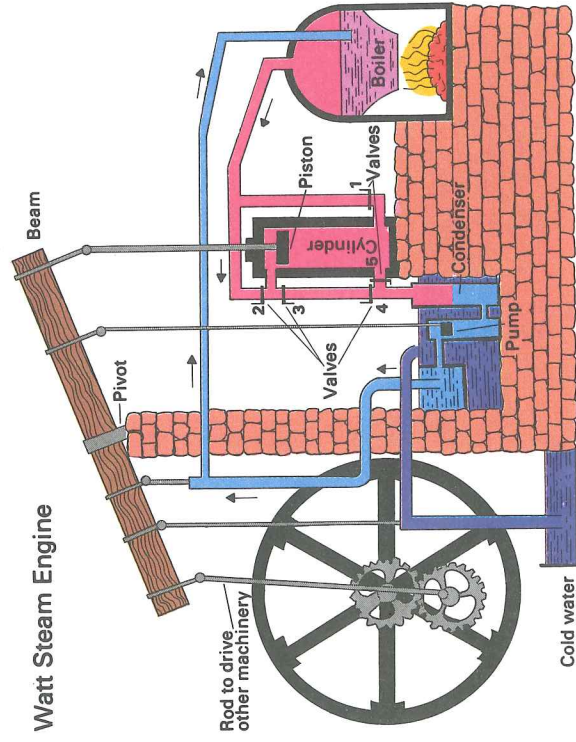 Watt Steam Engine
Beam
Pivot
Rod to drive
other machinery
Valves
2
3
4
5
1
Valves
Piston
Cylinder
Boiler
Condenser
Pump
Cold water